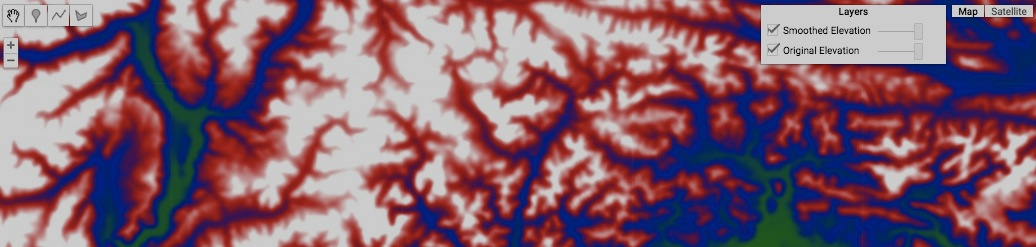 Layers
Smoothed Elevation
Original Elevation
Map
Satellite
+
−